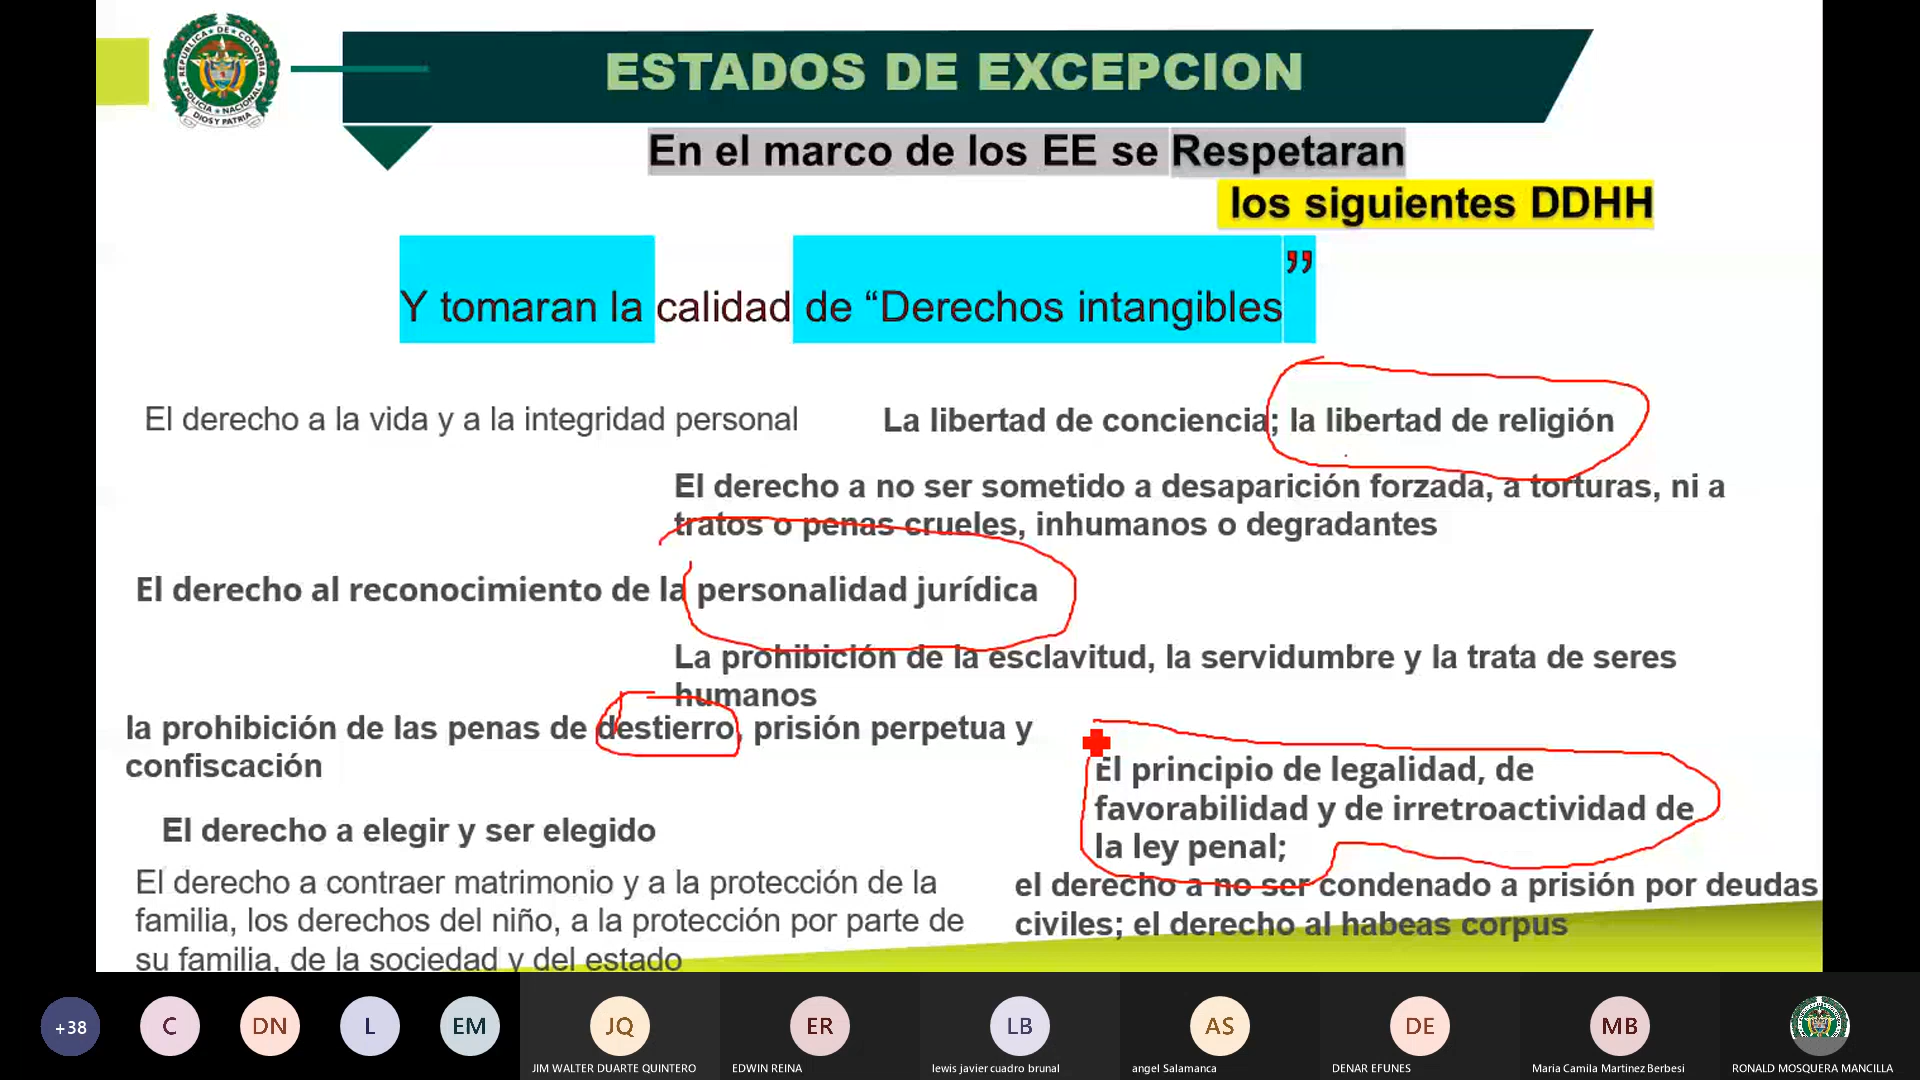 REPUBLICA DE COLOMBIA
POLICIA NACIONAL
DIOS Y PATRIA
ESTADOS DE EXCEPCION
En el marco de los EE se Respetaran
los siguientes DDHH
Y tomaran la calidad de “Derechos intangibles”
El derecho a la vida y a la integridad personal
La libertad de conciencia; la libertad de religión
El derecho a no ser sometido a desaparición forzada, a torturas, ni a
tratos o penas crueles, inhumanos o degradantes
El derecho al reconocimiento de la personalidad jurídica
La prohibición de la esclavitud, la servidumbre y la trata de seres
humanos
la prohibición de las penas de destierro, prisión perpetua y
confiscación
El principio de legalidad, de
favorabilidad y de irretroactividad de
la ley penal;
El derecho a elegir y ser elegido
el derecho a no ser condenado a prisión por deudas
civiles; el derecho al habeas corpus
El derecho a contraer matrimonio y a la protección de la
familia, los derechos del niño, a la protección por parte de
su familia, de la sociedad y del estado
+38
C
DN
L
EM
JQ
ER
LB
AS
DE
MB
JIM WALTER DUARTE QUINTERO
EDWIN REINA
lewis javier cuadro brunal
angel Salamanca
DENAR EFUNES
Maria Camila Martinez Berbesi
RONALD MOSQUERA MANCILLA